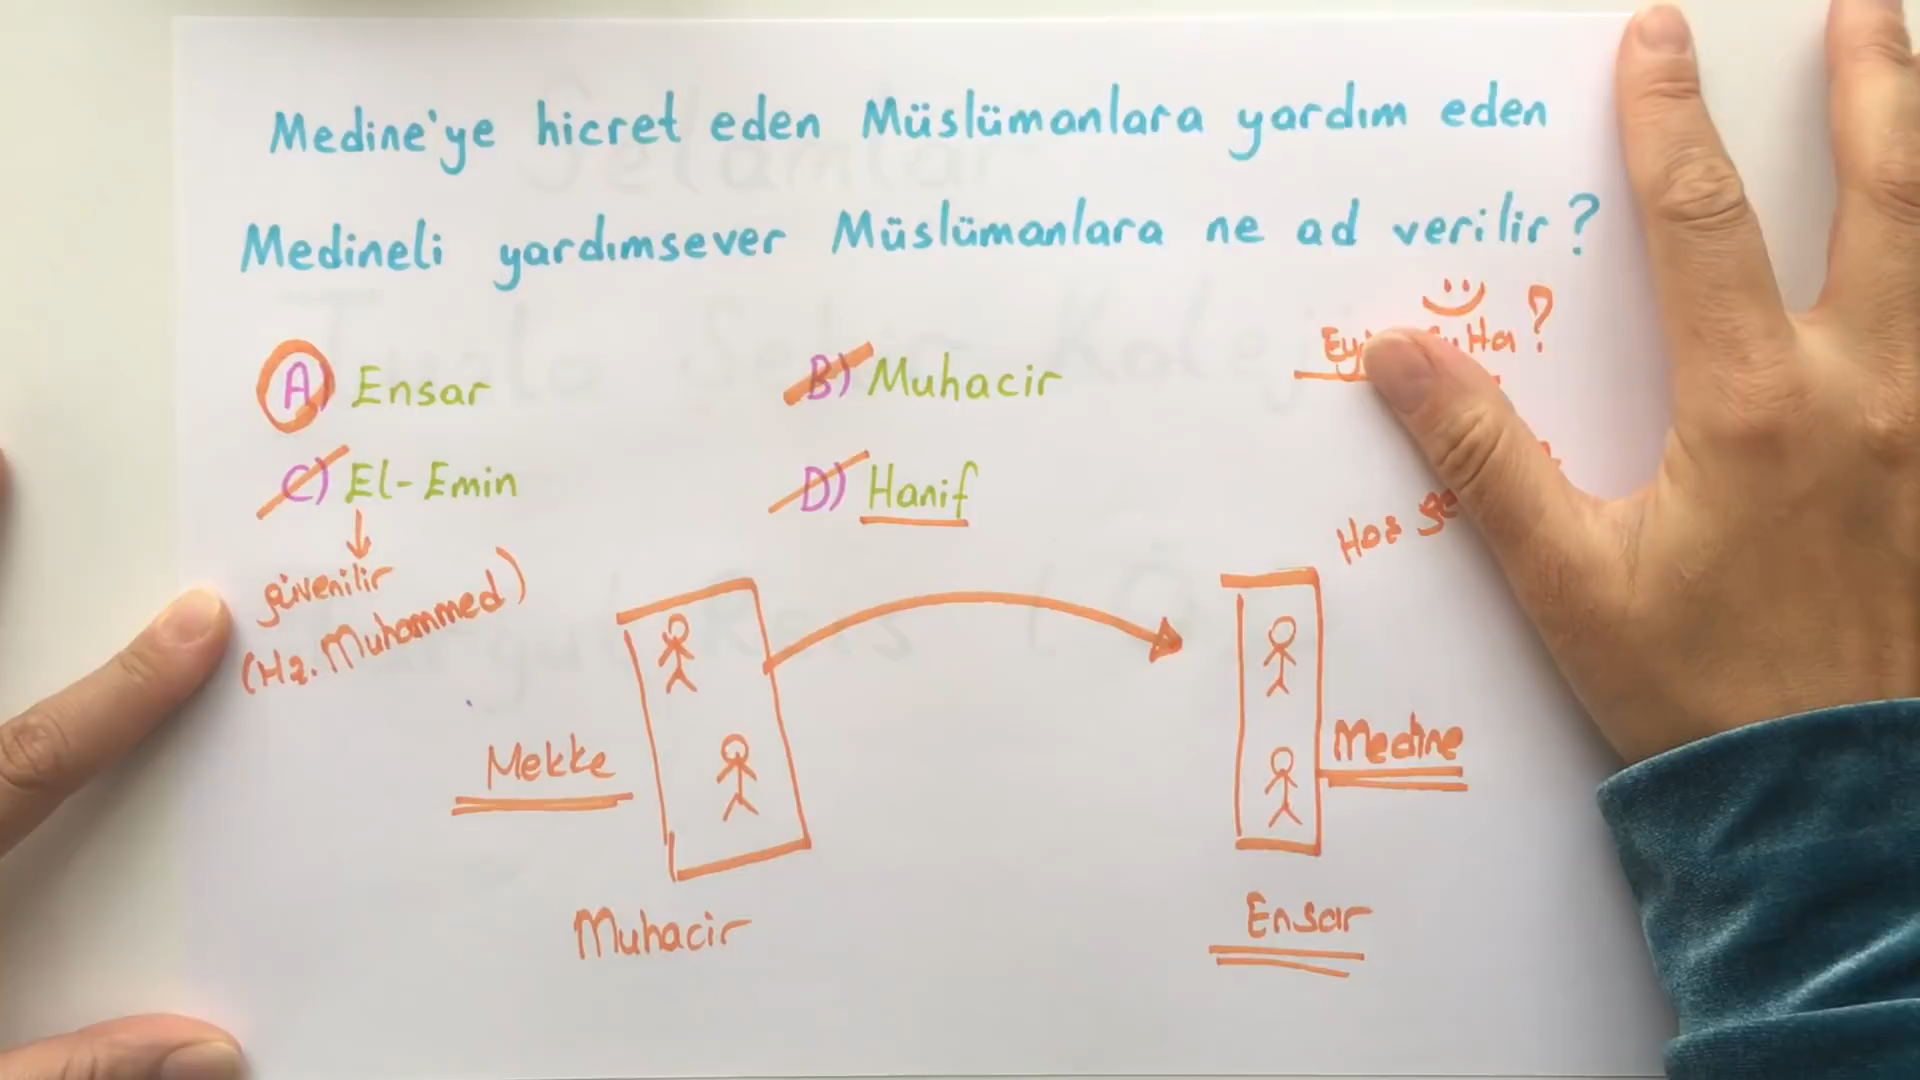 Medine'ye hicret eden Müslümanlara yardım eden
Medineli yardımsever Müslümanlara ne ad verilir?
A) Ensar
B) Muhacir
C) El-Emin
D) Hanif
güvenilir
(Hz. Muhammed)
Mekke
Muhacir
Medine
Ensar
Hoş